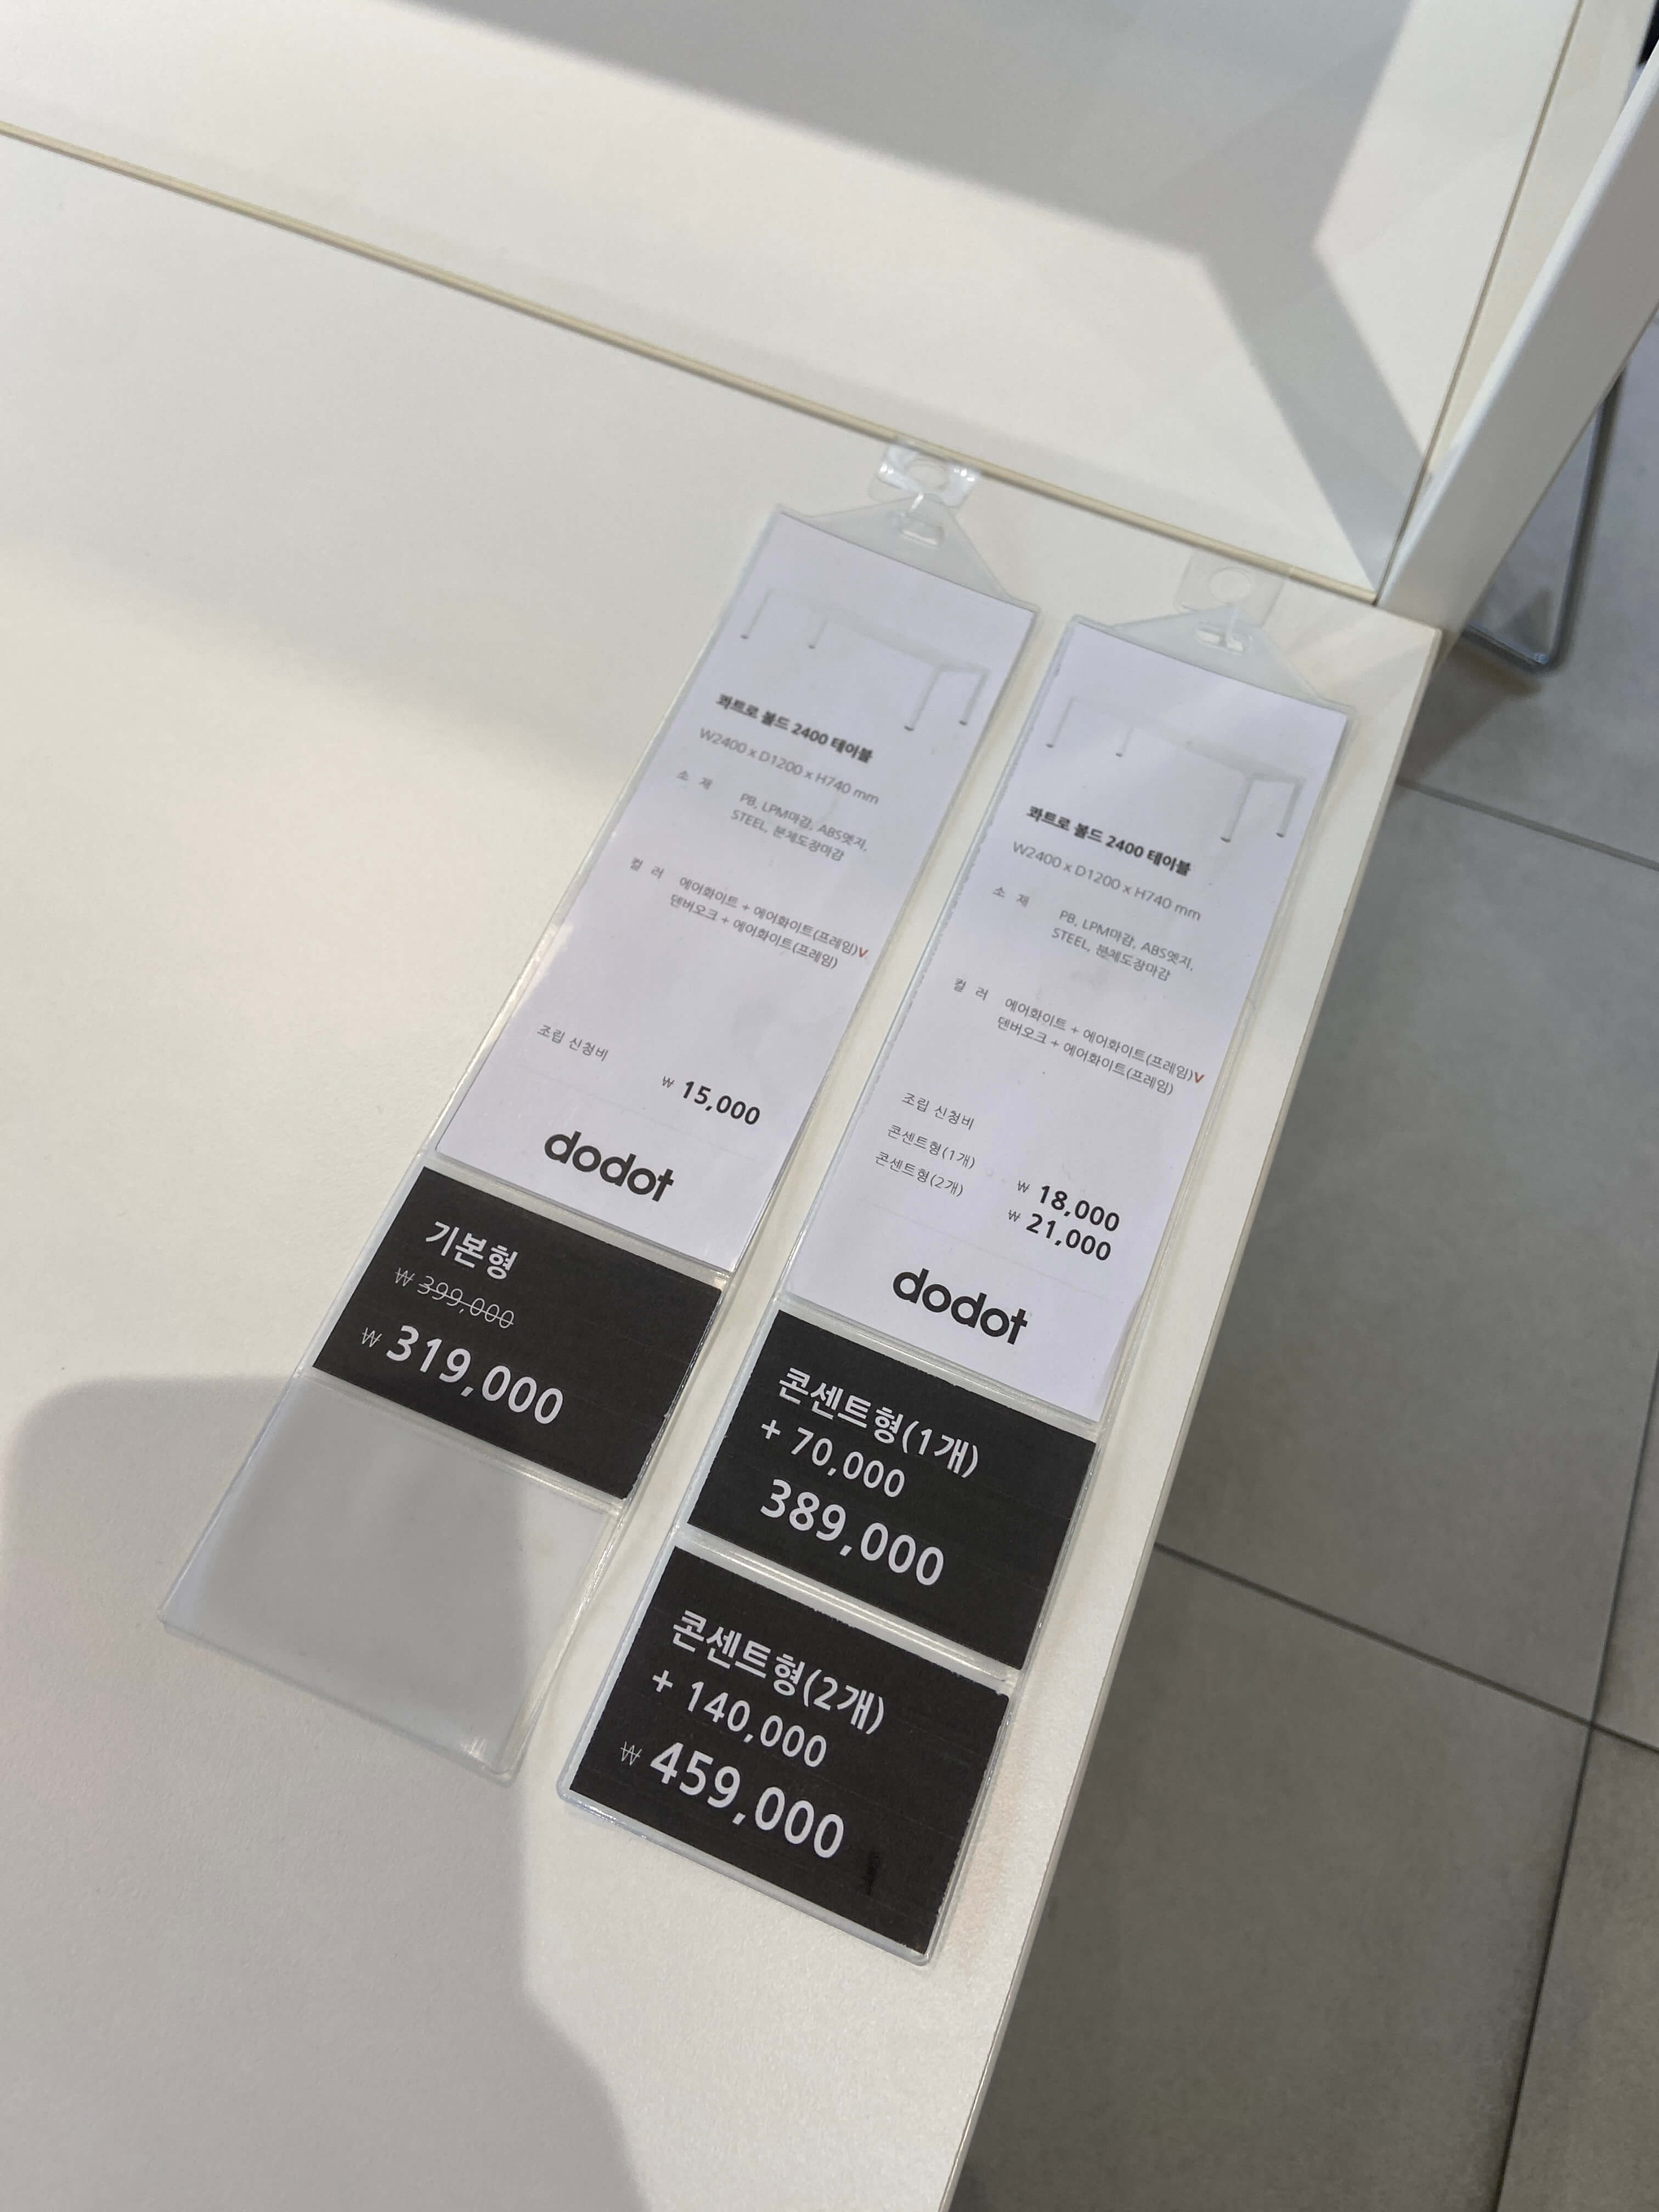 콰트로 볼드 2400 테이블
W2400 x D1200 x H740 mm
소 재 PB, LPM마감, ABS엣지,
STEEL, 분체도장마감
컬 러 에어화이트 + 에어화이트(프레임)V
덴버오크 + 에어화이트(프레임)
조립 신청비
₩ 15,000
dodot
기본형
₩ 399,000
₩ 319,000
콰트로 볼드 2400 테이블
W2400 x D1200 x H740 mm
소 재 PB, LPM마감, ABS엣지,
STEEL, 분체도장마감
컬 러 에어화이트 + 에어화이트(프레임)V
덴버오크 + 에어화이트(프레임)
조립 신청비
콘센트형(1개) ₩ 18,000
콘센트형(2개) ₩ 21,000
dodot
콘센트형(1개)
+ 70,000
389,000
콘센트형(2개)
+ 140,000
₩ 459,000